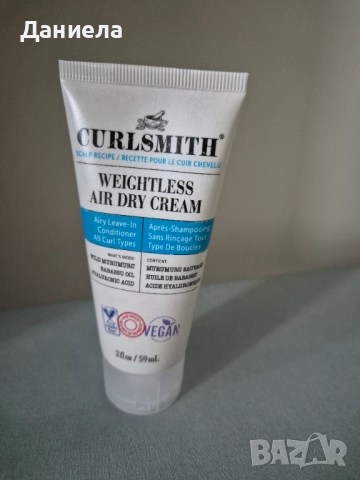 Даниела
CURLSMITH®
SCALP RECIPE / RECETTE POUR LE CUIR CHEVELU
WEIGHTLESS
AIR DRY CREAM
Airy Leave-In
Conditioner
All Curl Types
Après-Shampooing
Sans Rinçage Tout
Type De Boucles
WHAT'S INSIDE:
WILD MURUMURU
BABASSU OIL
HYALURONIC ACID
CONTIENT:
MURUMURU SAUVAGE
HUILE DE BABASSU
ACIDE HYALURONIQUE
VEGAN
2 fl oz / 59 mL
BAZAR